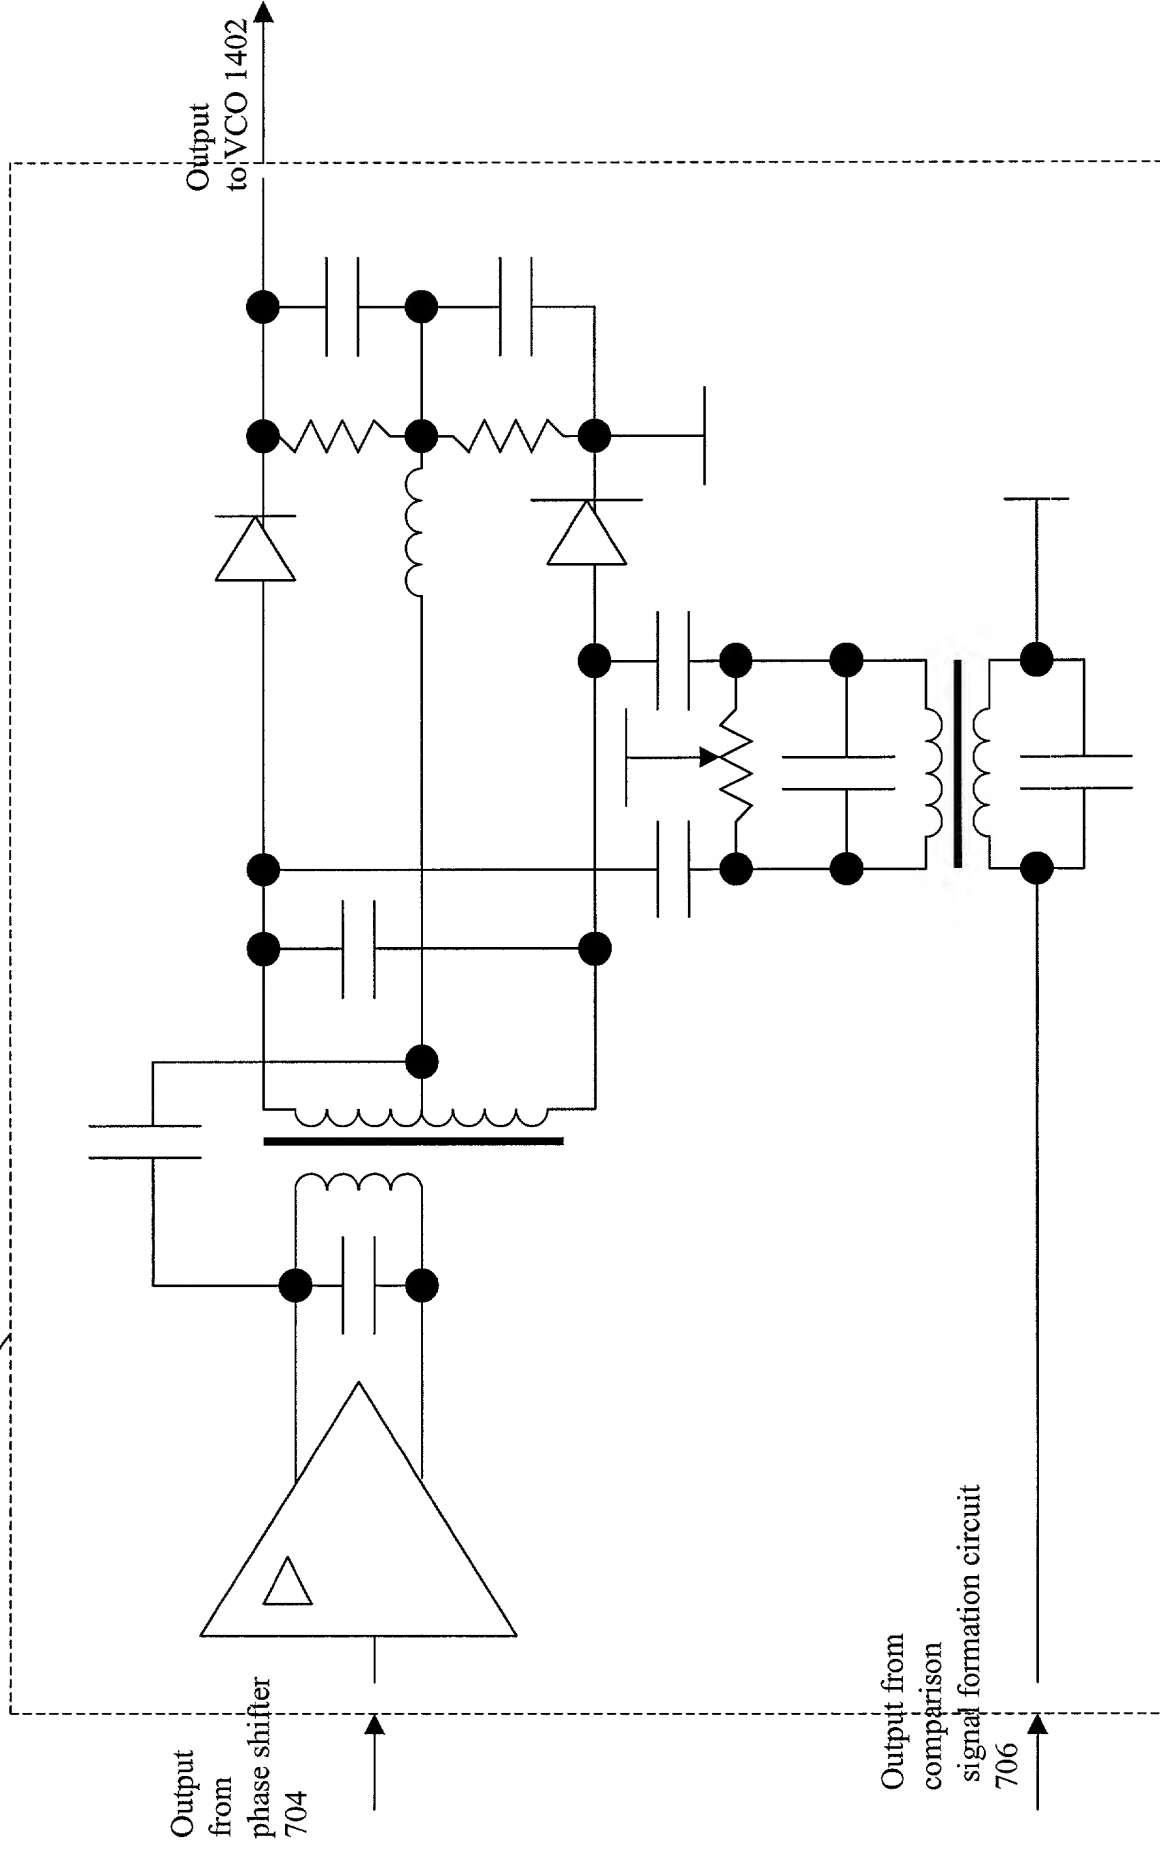 Output
to VCO 1402
Output
from
phase shifter
704
Output from
comparison
signal formation circuit
706